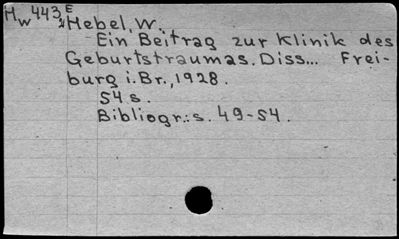 Hw 443,E
Hebel, W.
Ein Beitrag zur Klinik des
Geburtstraumas. Diss... Frei-
burg i. Br., 1928.
54 s.
Bibliogr.: s. 49-54.